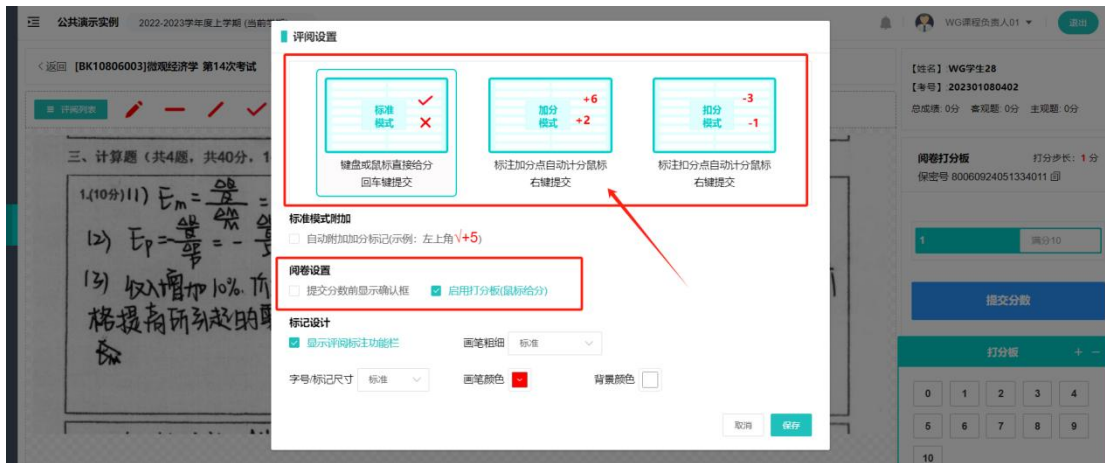 公共演示实例 2022-2023学年度上学期 (当前
WG课程负责人01 退出
评阅设置
<返回 [BK10806003]微观经济学 第14次考试
【姓名】WG学生28
【考号】202301080402
总成绩: 0分 客观题: 0分 主观题: 0分
评阅列表
标准模式
加分模式 +6 +2
扣分模式 -3 -1
键盘或鼠标直接给分 回车键提交
标注加分点自动计分鼠标右键提交
标注扣分点自动计分鼠标右键提交
三、计算题（共4题，共40分，1
阅卷打分板 打分步长：1分
保密号 80060924051334011
1.(10分)(1) Em = ΔQ
(2) Ep =
(3) 收入增加10%.
格提高所引起的
标准模式附加
自动附加加分标记(示例：左上角√+5)
1 满分10
阅卷设置
提交分数前显示确认框 启用打分板(鼠标给分)
提交分数
标记设计
显示评阅标注功能栏 画笔粗细 标准
打分板 + −
字号/标记尺寸 标准 画笔颜色 背景颜色
0 1 2 3 4
取消 保存
5 6 7 8 9
10